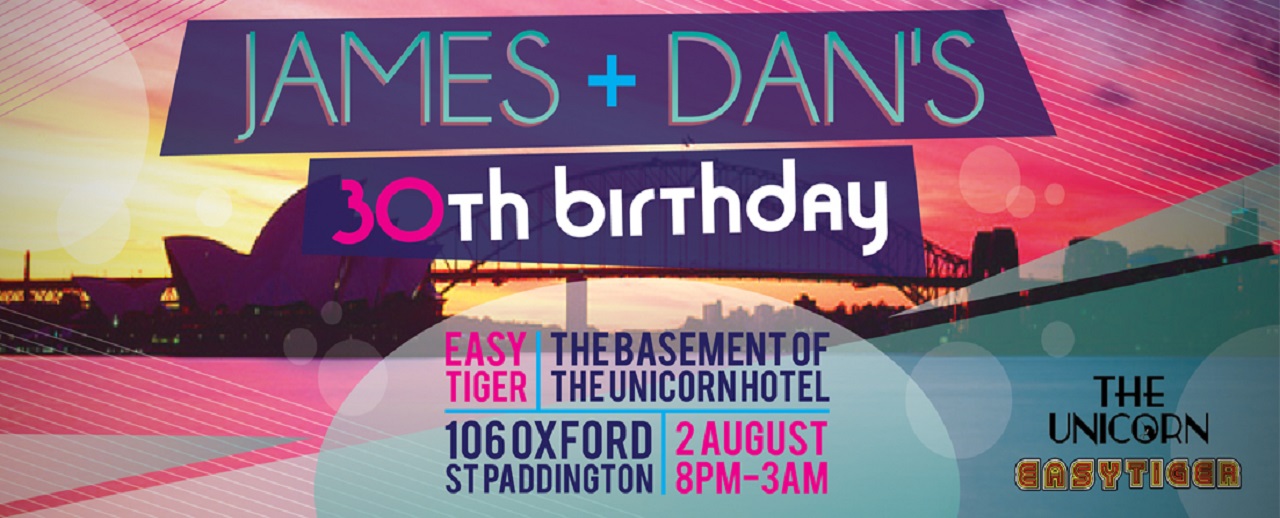 JAMES + DAN'S
30th birthday
EASY
TIGER
THE BASEMENT OF
THE UNICORN HOTEL
106 OXFORD
ST PADDINGTON
2 AUGUST
8PM-3AM
THE
UNICORN
EASYTIGER